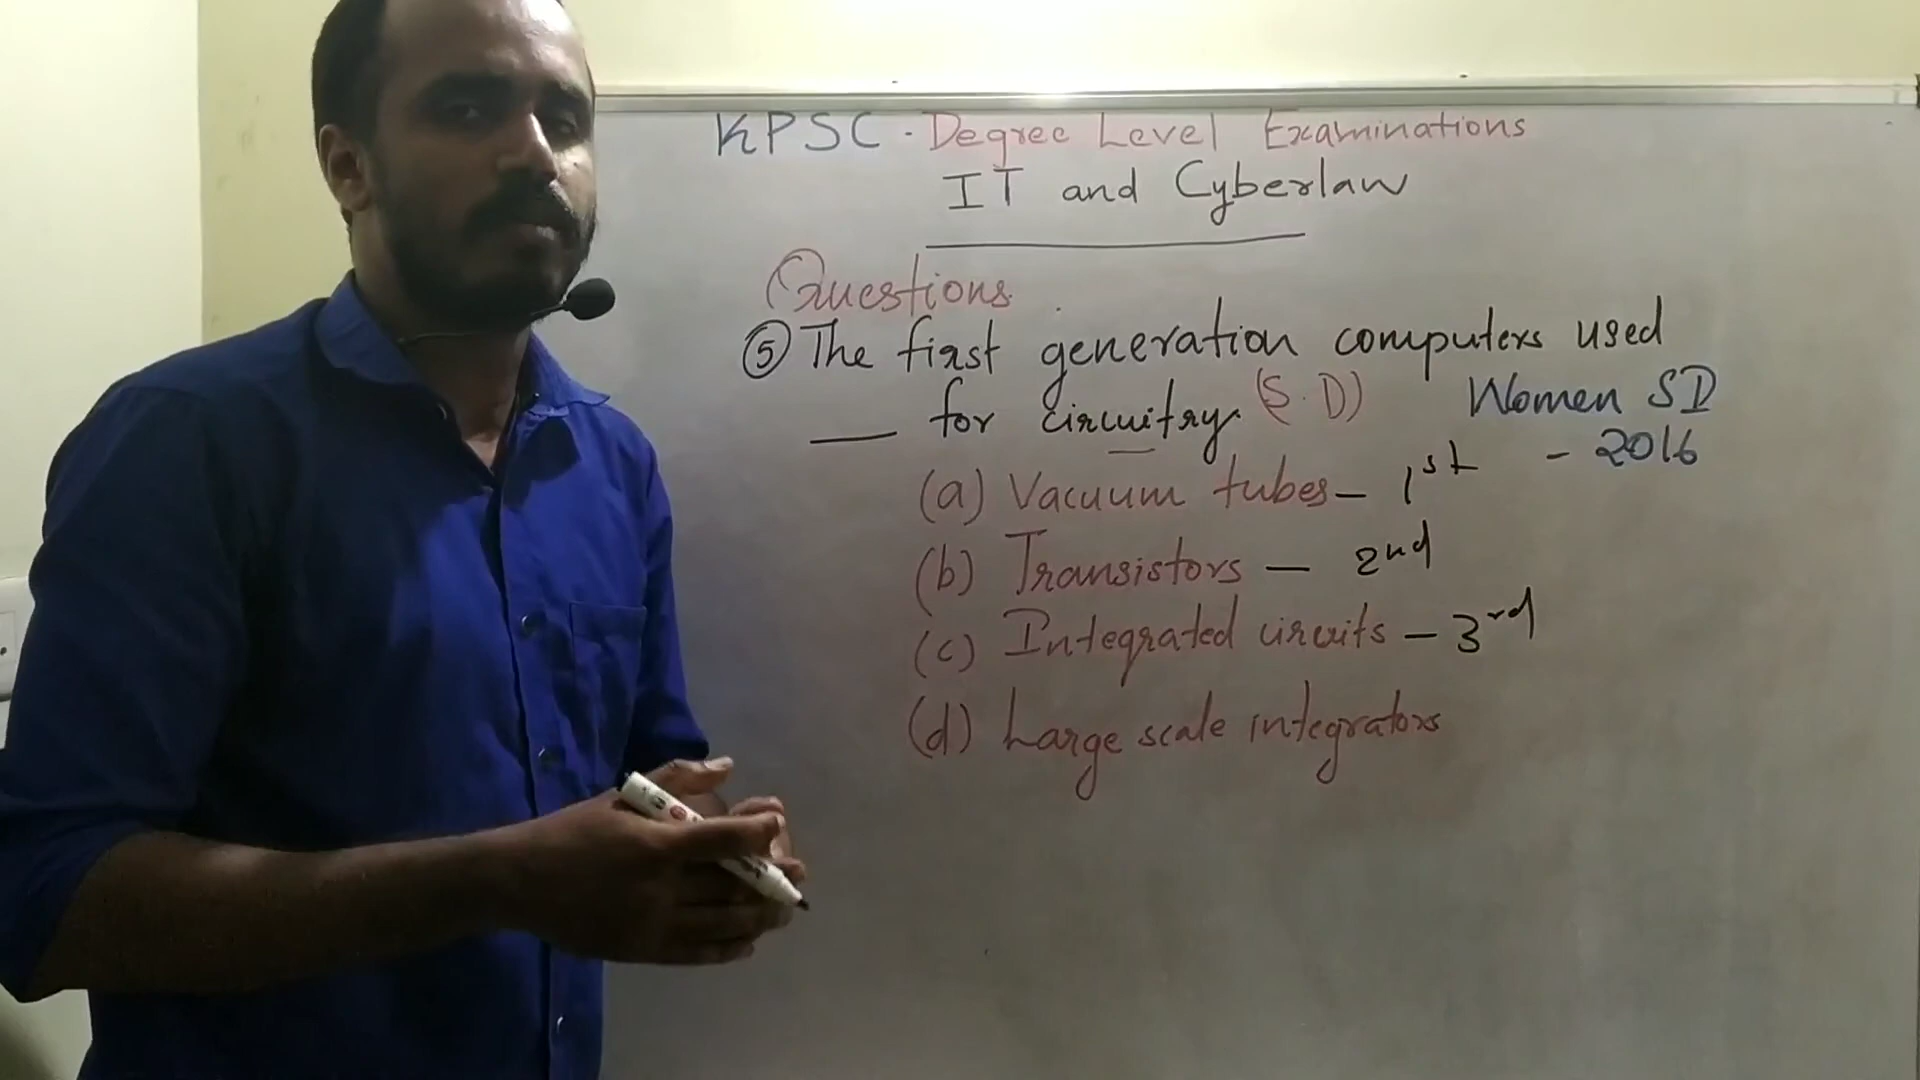 KPSC - Degree Level Examinations
IT and Cyberlaw
Questions
⑤ The first generation computers used
___ for circuitry. (S.D) Women SI
- 2016
(a) Vacuum tubes - 1st
(b) Transistors - 2nd
(c) Integrated circuits - 3rd
(d) Large scale integrators